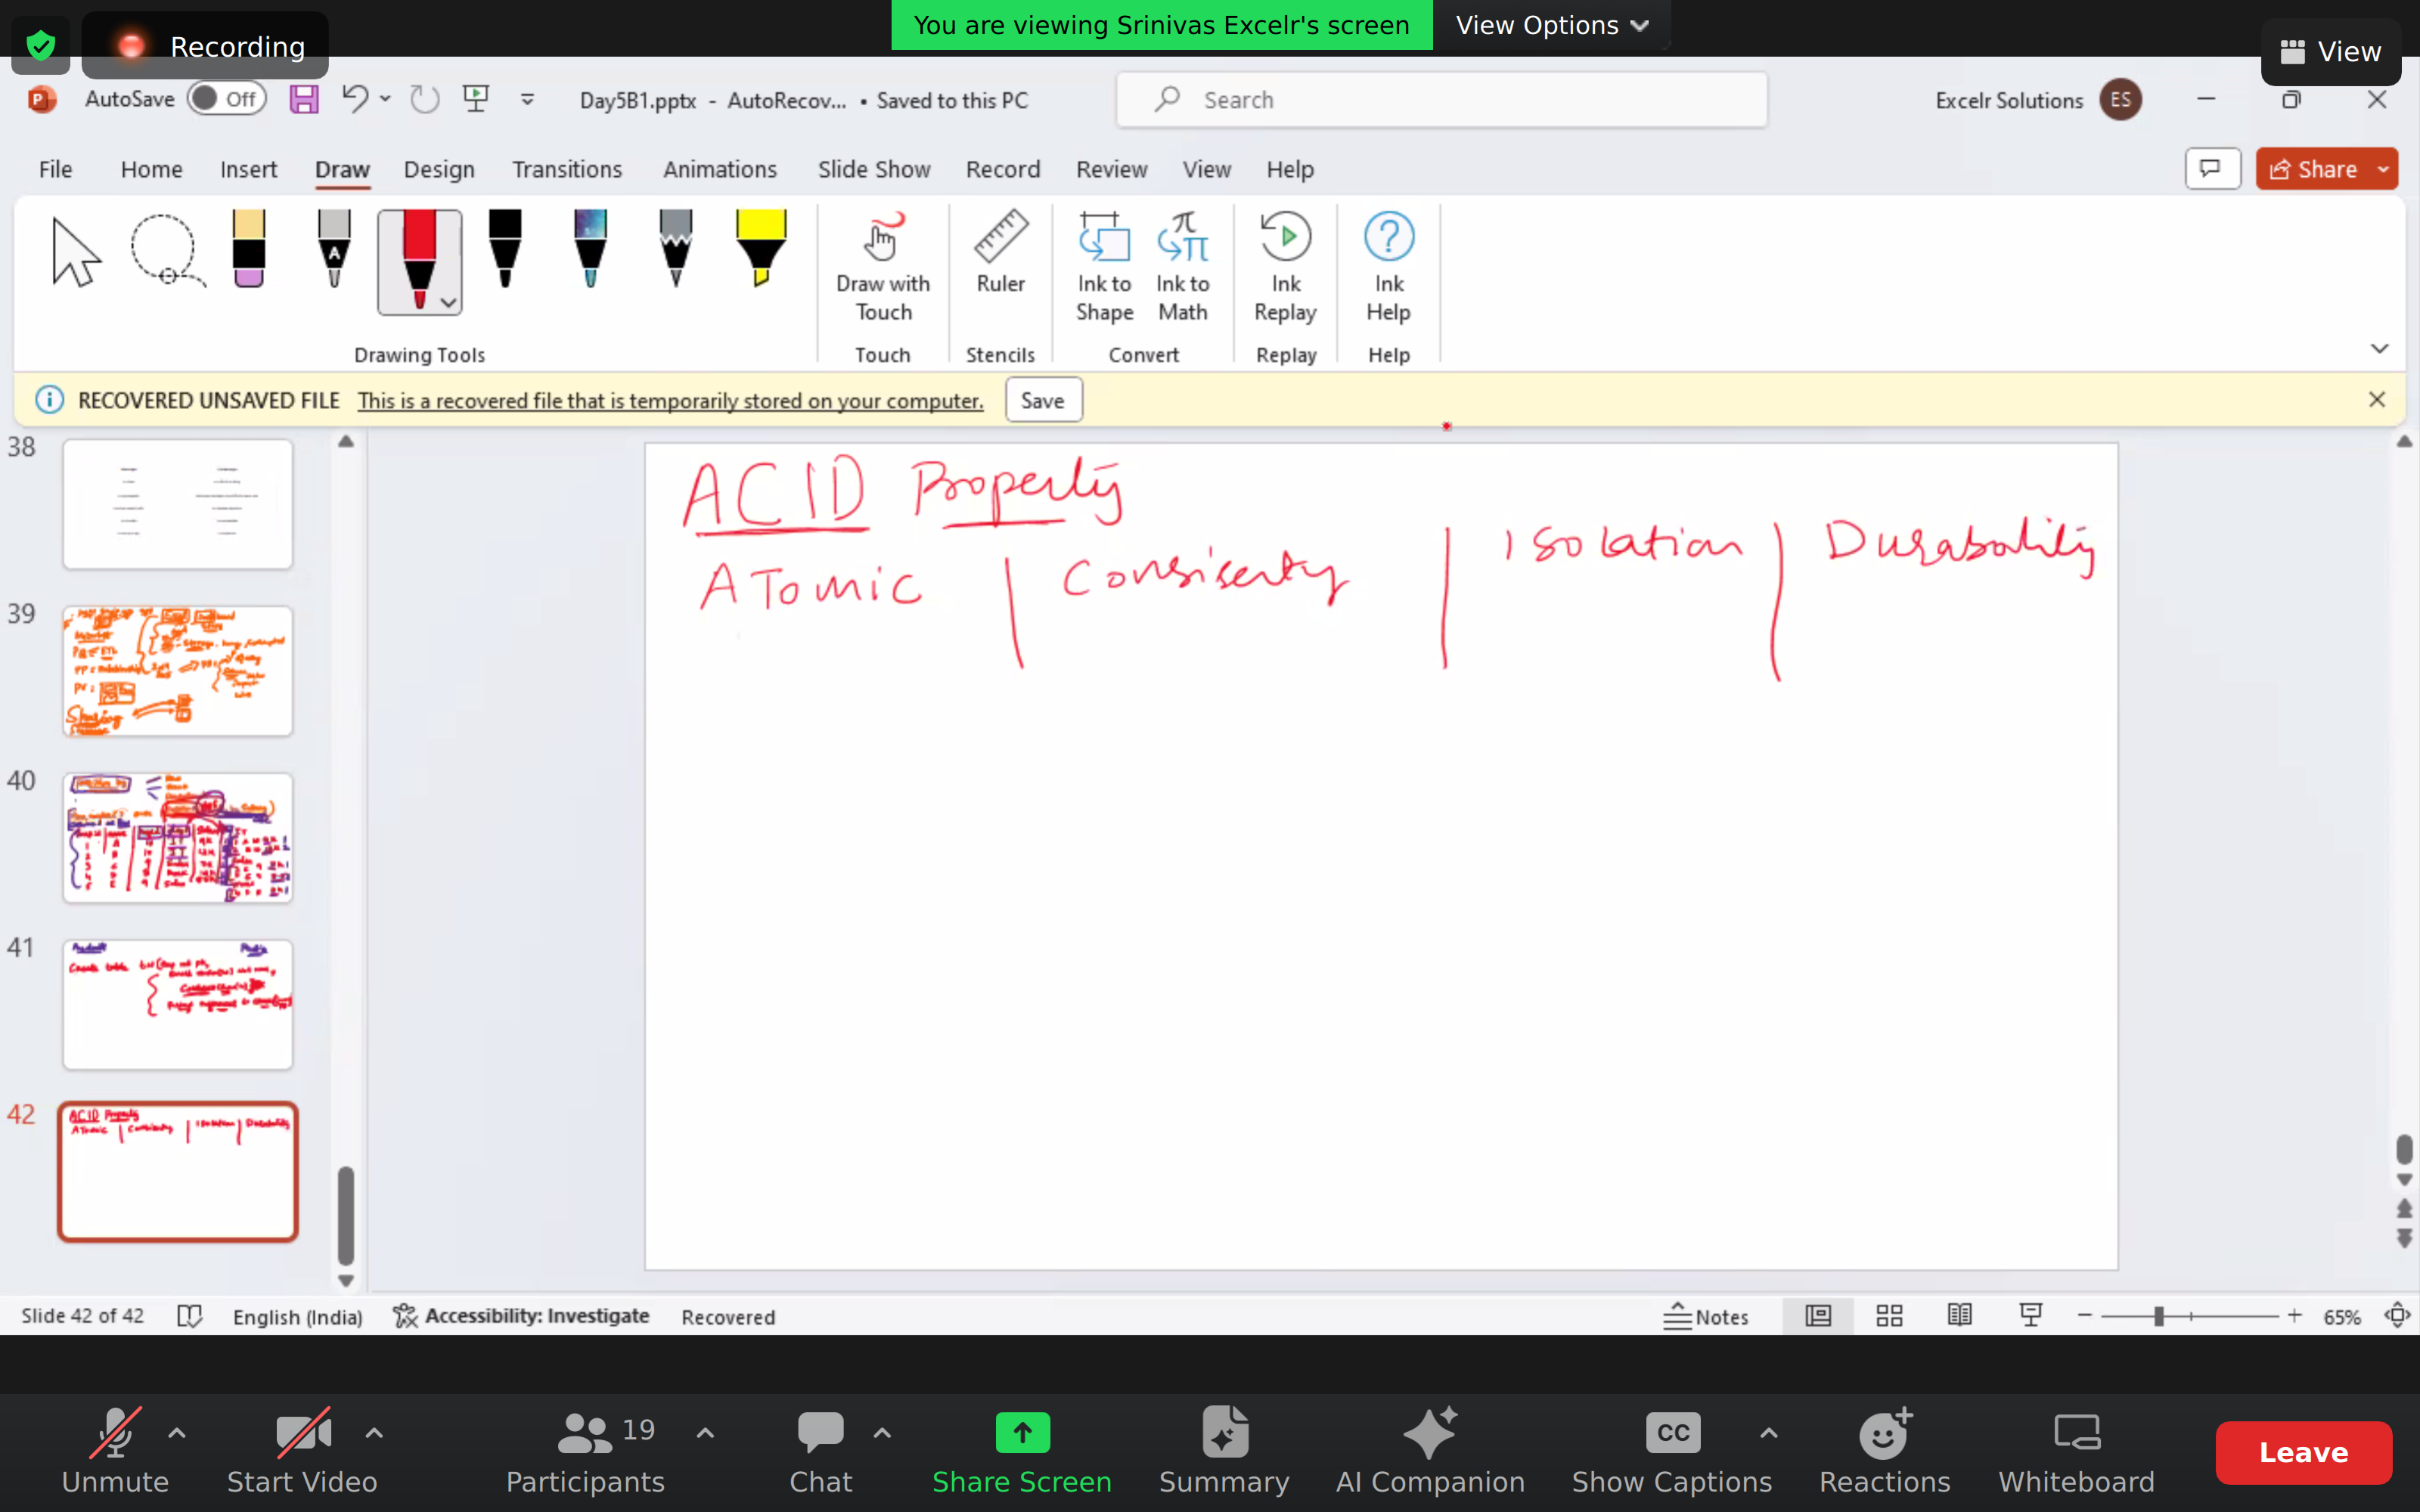 Recording
You are viewing Srinivas Excelr's screen
View Options
View
AutoSave Off
Day5B1.pptx - AutoRecov... • Saved to this PC
Search
Excelr Solutions ES
File Home Insert Draw Design Transitions Animations Slide Show Record Review View Help
Share
Draw with Touch
Ruler
Ink to Shape
Ink to Math
Ink Replay
Ink Help
Drawing Tools Touch Stencils Convert Replay Help
RECOVERED UNSAVED FILE This is a recovered file that is temporarily stored on your computer. Save
38
39
40
41
42
ACID Property
ATomic | Consisenty | Isolation | Durability
Slide 42 of 42 English (India) Accessibility: Investigate Recovered Notes 65%
19
Unmute Start Video Participants Chat Share Screen Summary AI Companion Show Captions Reactions Whiteboard Leave
CC